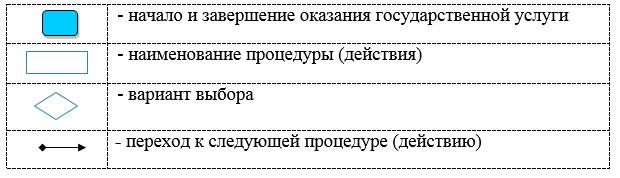 - начало и завершение оказания государственной услуги
- наименование процедуры (действия)
- вариант выбора
- переход к следующей процедуре (действию)